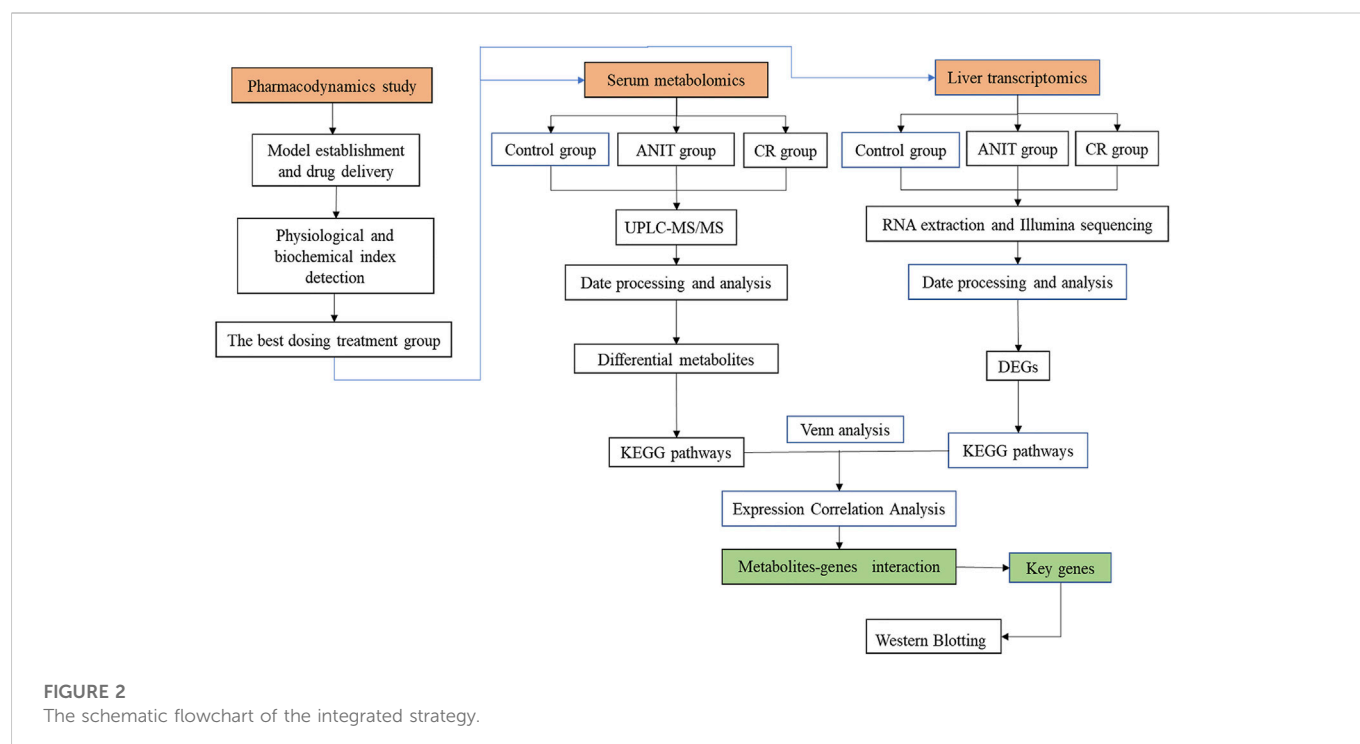 Pharmacodynamics study
Model establishment
and drug delivery
Physiological and
biochemical index
detection
The best dosing treatment group
Serum metabolomics
Control group
ANIT group
CR group
UPLC-MS/MS
Date processing and analysis
Differential metabolites
KEGG pathways
Liver transcriptomics
Control group
ANIT group
CR group
RNA extraction and Illumina sequencing
Date processing and analysis
DEGs
KEGG pathways
Venn analysis
Expression Correlation Analysis
Metabolites-genes interaction
Key genes
Western Blotting
FIGURE 2
The schematic flowchart of the integrated strategy.